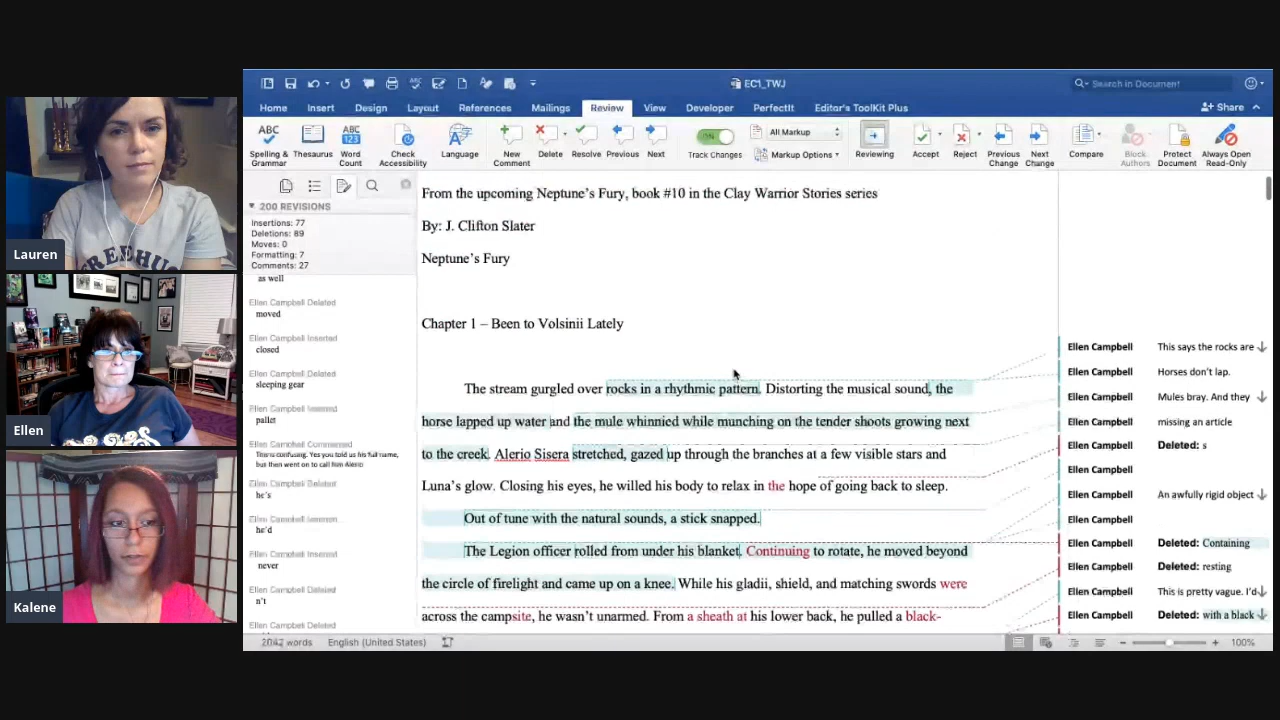 EC1_TWJ
Search in Document
Home Insert Design Layout References Mailings Review View Developer PerfectIt Editor's ToolKit Plus
Share
ABC
ABC
123
Spelling & Grammar
Thesaurus
Word Count
Check Accessibility
Language
New Comment
Delete
Resolve
Previous
Next
Track Changes
All Markup
Markup Options
Reviewing
Accept
Reject
Previous Change
Next Change
Compare
Block Authors
Protect Document
Always Open Read-Only
200 REVISIONS
Insertions: 77
Deletions: 89
Moves: 0
Formatting: 7
Comments: 27
as well
Ellen Campbell Deleted
moved
Ellen Campbell Inserted
closed
Ellen Campbell Deleted
sleeping gear
Ellen Campbell Inserted
pallet
Ellen Campbell Commented
This is confusing. Yes you told us his full name,
but then went on to call him Alerio
Ellen Campbell Deleted
he's
Ellen Campbell Inserted
he'd
Ellen Campbell Inserted
never
Ellen Campbell Deleted
n't
Ellen Campbell Deleted
From the upcoming Neptune's Fury, book #10 in the Clay Warrior Stories series
By: J. Clifton Slater
Neptune's Fury
Chapter 1 – Been to Volsinii Lately
The stream gurgled over rocks in a rhythmic pattern. Distorting the musical sound, the
horse lapped up water and the mule whinnied while munching on the tender shoots growing next
to the creek. Alerio Sisera stretched, gazed up through the branches at a few visible stars and
Luna's glow. Closing his eyes, he willed his body to relax in the hope of going back to sleep.
Out of tune with the natural sounds, a stick snapped.
The Legion officer rolled from under his blanket. Continuing to rotate, he moved beyond
the circle of firelight and came up on a knee. While his gladii, shield, and matching swords were
across the campsite, he wasn't unarmed. From a sheath at his lower back, he pulled a black-
Ellen Campbell This says the rocks are
Ellen Campbell Horses don't lap.
Ellen Campbell Mules bray. And they
Ellen Campbell missing an article
Ellen Campbell Deleted: s
Ellen Campbell
Ellen Campbell An awfully rigid object
Ellen Campbell
Ellen Campbell Deleted: Containing
Ellen Campbell Deleted: resting
Ellen Campbell This is pretty vague. I'd
Ellen Campbell Deleted: with a black
2042 words English (United States)
100%
Lauren
Ellen
Kalene